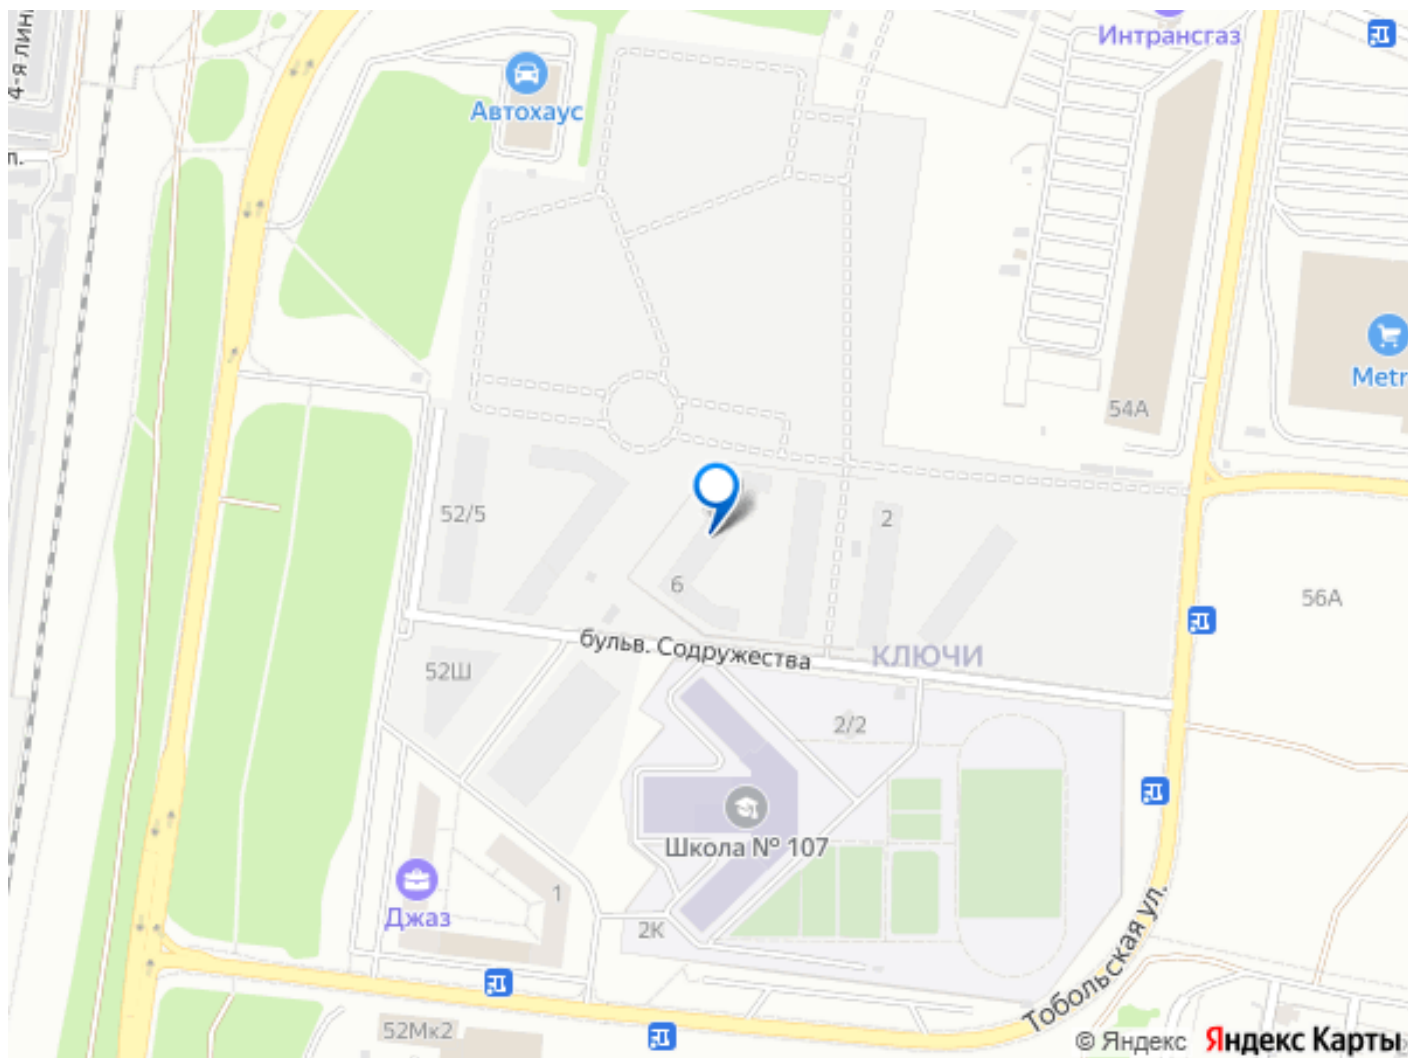 4-я лин
Интрансгаз
Автохаус
п.
Metr
54А
52/5
2
6
56А
бульв. Содружества
КЛЮЧИ
52Ш
2/2
Школа № 107
1
Джаз
2К
Тобольская ул.
52Мк2
© Яндекс Яндекс Карты